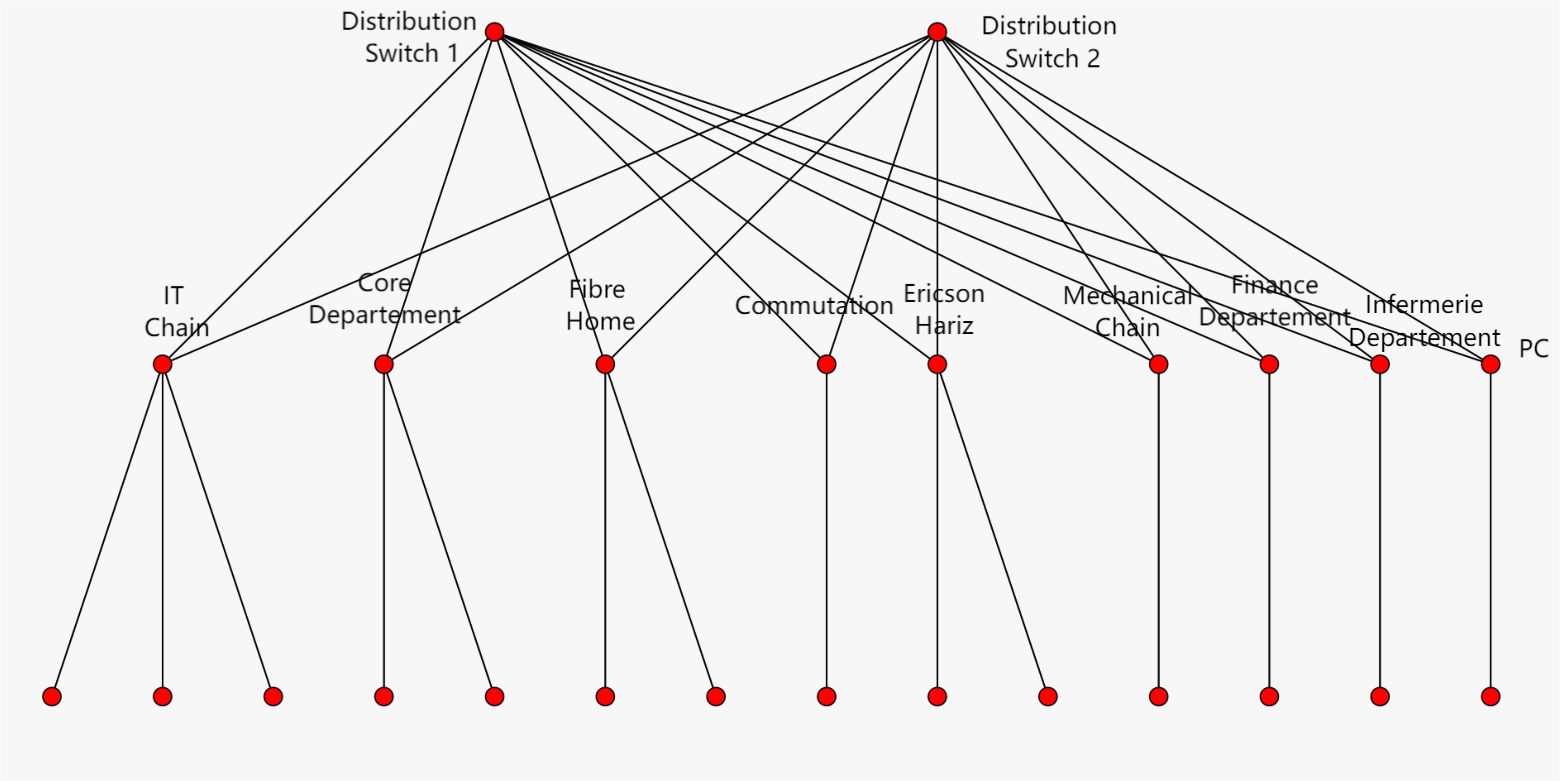 Distribution
Switch 1
Distribution
Switch 2
IT
Chain
Core
Departement
Fibre
Home
Commutation
Ericson
Hariz
Mechanical
Chain
Finance
Departement
Infermerie
Departement
PC